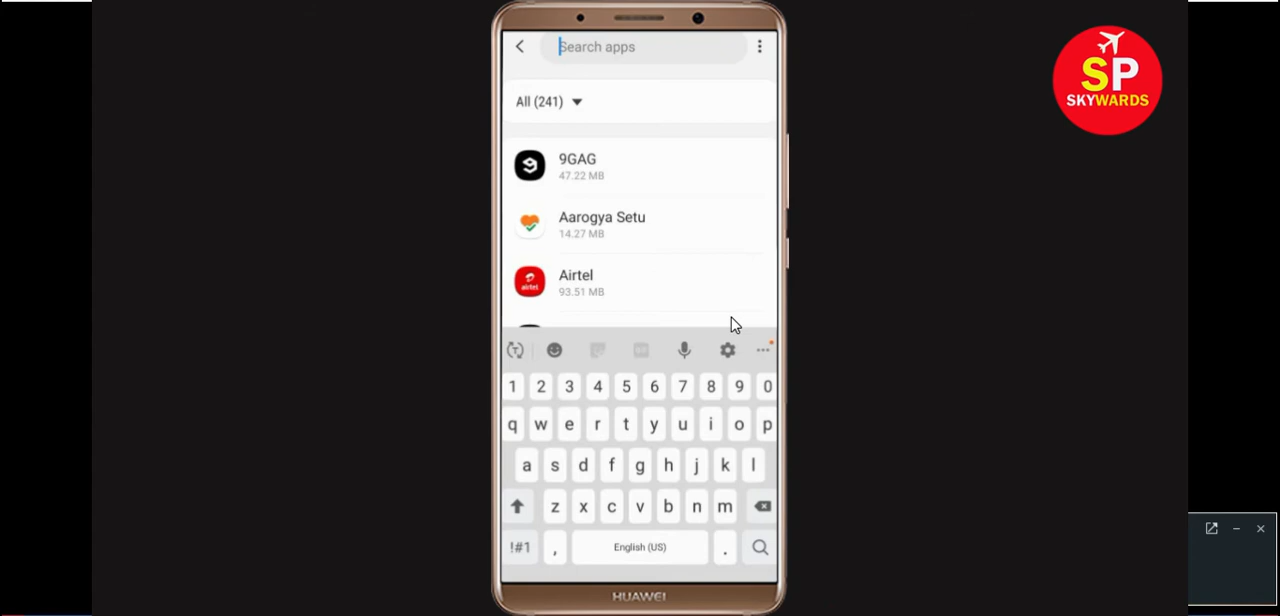 Search apps
All (241)
9GAG
47.22 MB
Aarogya Setu
14.27 MB
airtel
Airtel
93.51 MB
1 2 3 4 5 6 7 8 9 0
q w e r t y u i o p
a s d f g h j k l
z x c v b n m
!#1 , English (US) .
HUAWEI
SP
SKYWARDS